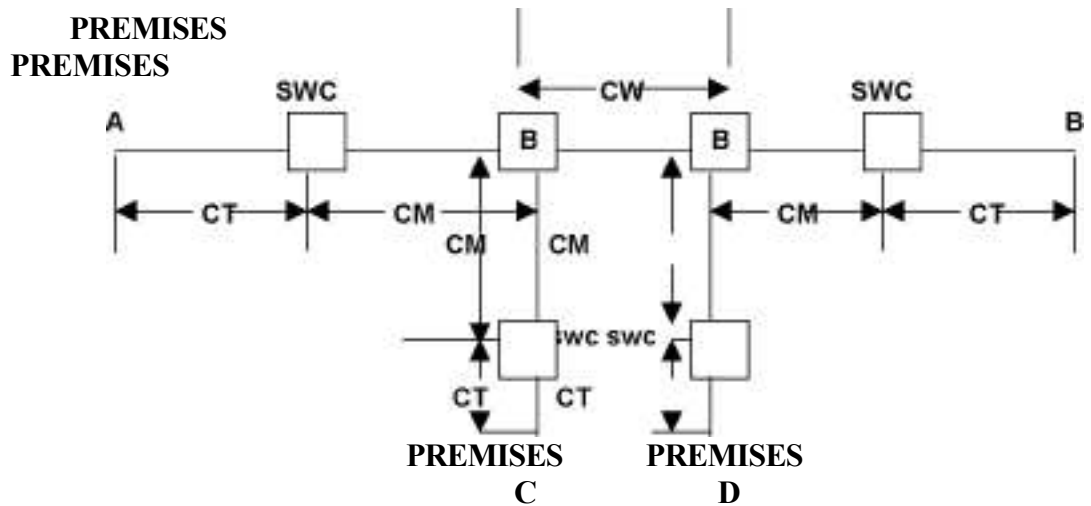 PREMISES
PREMISES
SWC CW SWC
A B B B
CT CM CM CT
CM CM
swc swc
CT CT
PREMISES PREMISES
C D